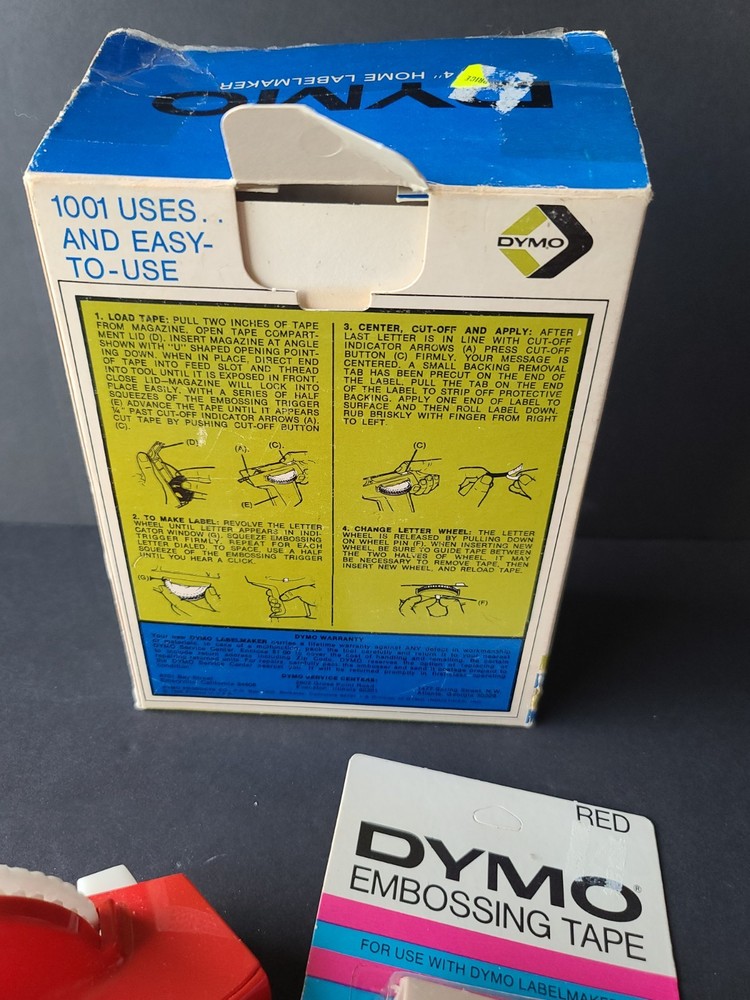 DYMO
4" HOME LABELMAKER
PRICE
1001 USES..
AND EASY-
TO-USE
DYMO
1. LOAD TAPE: PULL TWO INCHES OF TAPE
FROM MAGAZINE. OPEN TAPE COMPART-
MENT LID (D). INSERT MAGAZINE AT ANGLE
SHOWN WITH "U" SHAPED OPENING POINT-
ING DOWN. WHEN IN PLACE, DIRECT END
OF TAPE INTO FEED SLOT AND THREAD
INTO TOOL UNTIL IT IS EXPOSED IN FRONT.
CLOSE LID—MAGAZINE WILL LOCK INTO
PLACE EASILY. WITH A SERIES OF HALF
SQUEEZES OF THE EMBOSSING TRIGGER
(E) ADVANCE THE TAPE UNTIL IT APPEARS
¼" PAST CUT-OFF INDICATOR ARROWS (A).
CUT TAPE BY PUSHING CUT-OFF BUTTON
(C).
(D)
(A).
(C).
(E)
2. TO MAKE LABEL: REVOLVE THE LETTER
WHEEL UNTIL LETTER APPEARS IN INDI-
CATOR WINDOW (G). SQUEEZE EMBOSSING
TRIGGER FIRMLY. REPEAT FOR EACH
LETTER DIALED. TO SPACE, USE A HALF
SQUEEZE OF THE EMBOSSING TRIGGER
UNTIL YOU HEAR A CLICK.
(G)
3. CENTER, CUT-OFF AND APPLY: AFTER
LAST LETTER IS IN LINE WITH CUT-OFF
INDICATOR ARROWS (A) PRESS CUT-OFF
BUTTON (C) FIRMLY. YOUR MESSAGE IS
CENTERED. A SMALL BACKING REMOVAL
TAB HAS BEEN PRECUT ON THE END OF
THE LABEL. PULL THE TAB ON THE END
OF THE LABEL TO STRIP OFF PROTECTIVE
BACKING. APPLY ONE END OF LABEL TO
SURFACE AND THEN ROLL LABEL DOWN.
RUB BRISKLY WITH FINGER FROM RIGHT
TO LEFT.
(C)
4. CHANGE LETTER WHEEL: THE LETTER
WHEEL IS RELEASED BY PULLING DOWN
ON WHEEL PIN (F). WHEN INSERTING NEW
WHEEL, BE SURE TO GUIDE TAPE BETWEEN
THE TWO HALVES OF WHEEL. IT MAY
BE NECESSARY TO REMOVE TAPE, THEN
INSERT NEW WHEEL, AND RELOAD TAPE.
(F)
DYMO WARRANTY
Your new DYMO LABELMAKER carries a lifetime warranty against ANY defect in workmanship
DYMO SERVICE CENTERS:
RED
DYMO®
EMBOSSING TAPE
FOR USE WITH DYMO LABELMAKE